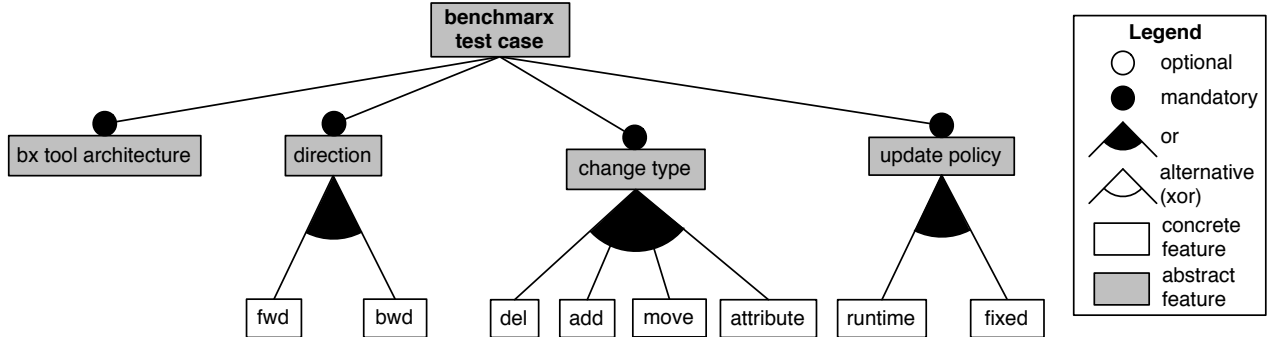 benchmarx
test case
bx tool architecture
direction
change type
update policy
fwd
bwd
del
add
move
attribute
runtime
fixed
Legend
optional
mandatory
or
alternative
(xor)
concrete
feature
abstract
feature